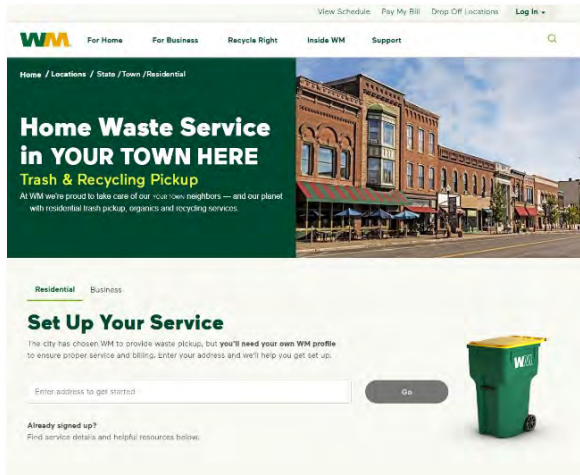 View Schedule Pay My Bill Drop Off Locations Log In
WM For Home For Business Recycle Right Inside WM Support
Home / Locations / State /Town /Residential
Home Waste Service
in YOUR TOWN HERE
Trash & Recycling Pickup
At WM we're proud to take care of our YOUR TOWN neighbors — and our planet
with residential trash pickup, organics and recycling services.
Residential Business
Set Up Your Service
The city has chosen WM to provide waste pickup, but you'll need your own WM profile
to ensure proper service and billing. Enter your address and we'll help you get set up.
Enter address to get started
Go
WM
Already signed up?
Find service details and helpful resources below.